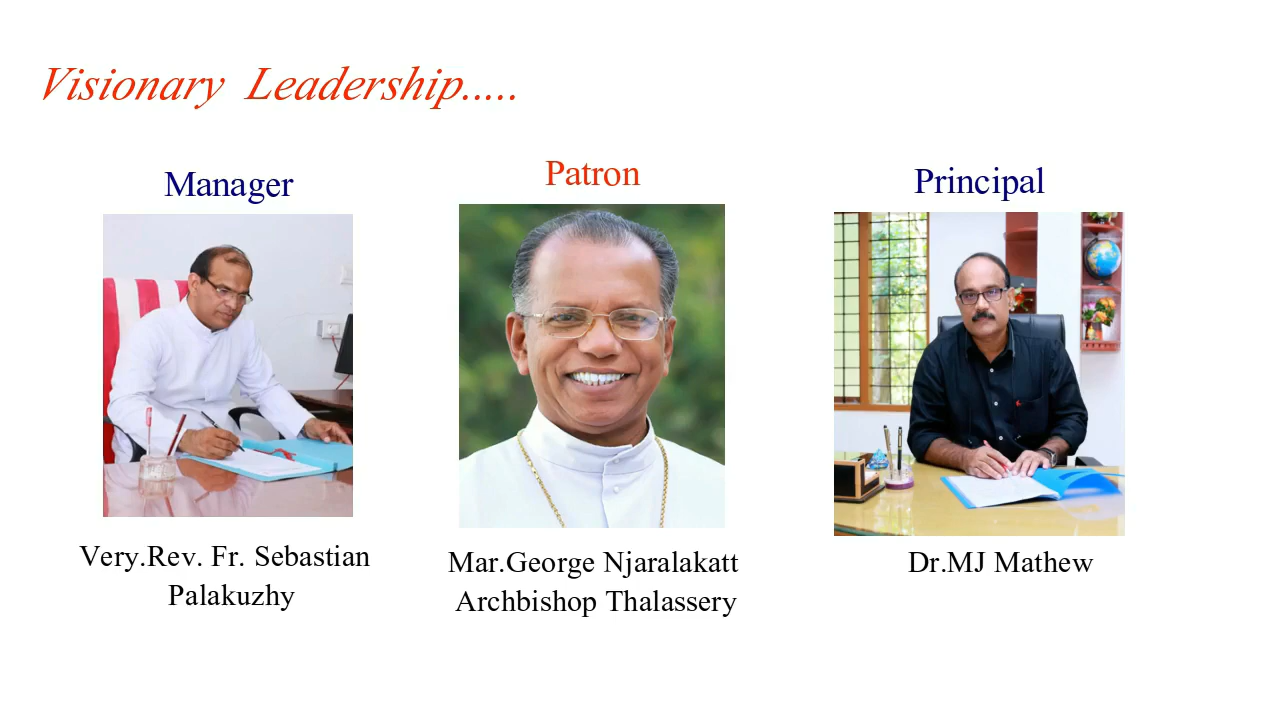 Visionary Leadership.....
Manager
Patron
Principal
Very.Rev. Fr. Sebastian
Palakuzhy
Mar.George Njaralakatt
Archbishop Thalassery
Dr.MJ Mathew